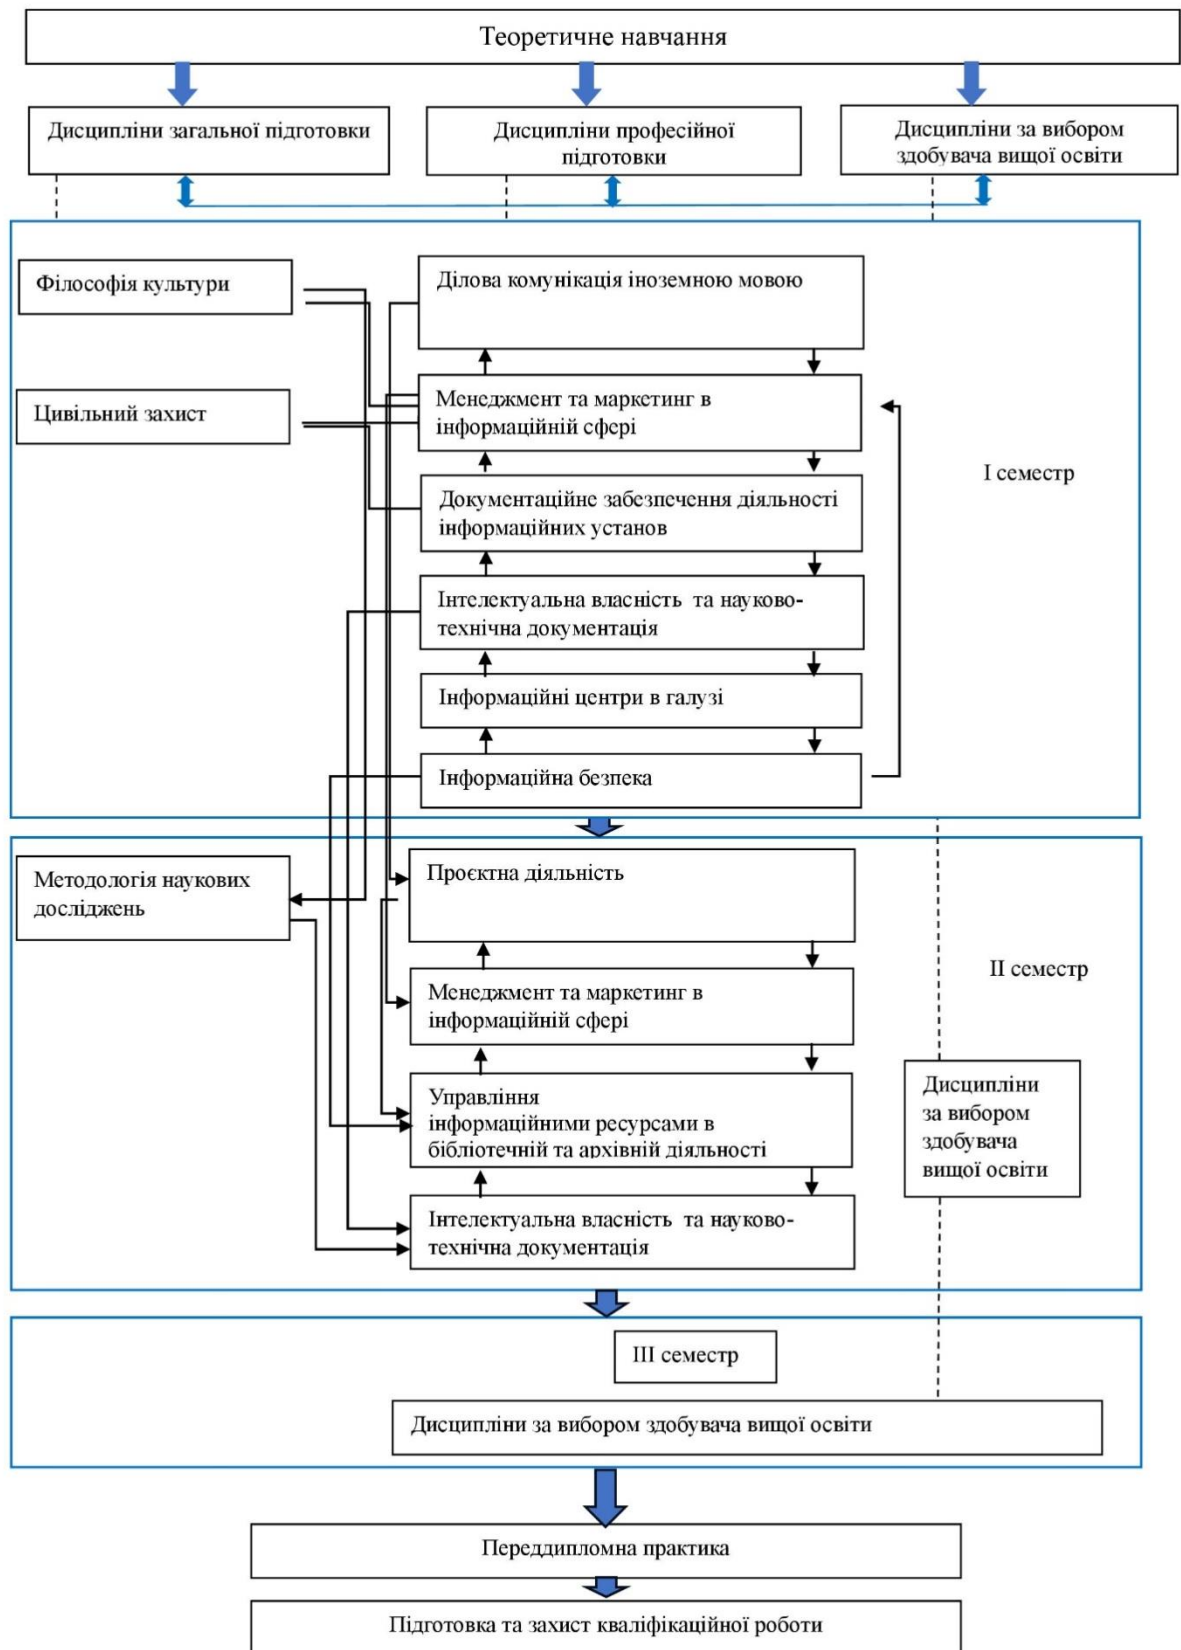 Теоретичне навчання
Дисципліни загальної підготовки
Дисципліни професійної
підготовки
Дисципліни за вибором
здобувача вищої освіти
Філософія культури
Ділова комунікація іноземною мовою
Цивільний захист
Менеджмент та маркетинг в
інформаційній сфері
І семестр
Документаційне забезпечення діяльності
інформаційних установ
Інтелектуальна власність та науково-
технічна документація
Інформаційні центри в галузі
Інформаційна безпека
Методологія наукових
досліджень
Проєктна діяльність
ІІ семестр
Менеджмент та маркетинг в
інформаційній сфері
Управління
інформаційними ресурсами в
бібліотечній та архівній діяльності
Дисципліни
за вибором
здобувача
вищої освіти
Інтелектуальна власність та науково-
технічна документація
ІІІ семестр
Дисципліни за вибором здобувача вищої освіти
Переддипломна практика
Підготовка та захист кваліфікаційної роботи